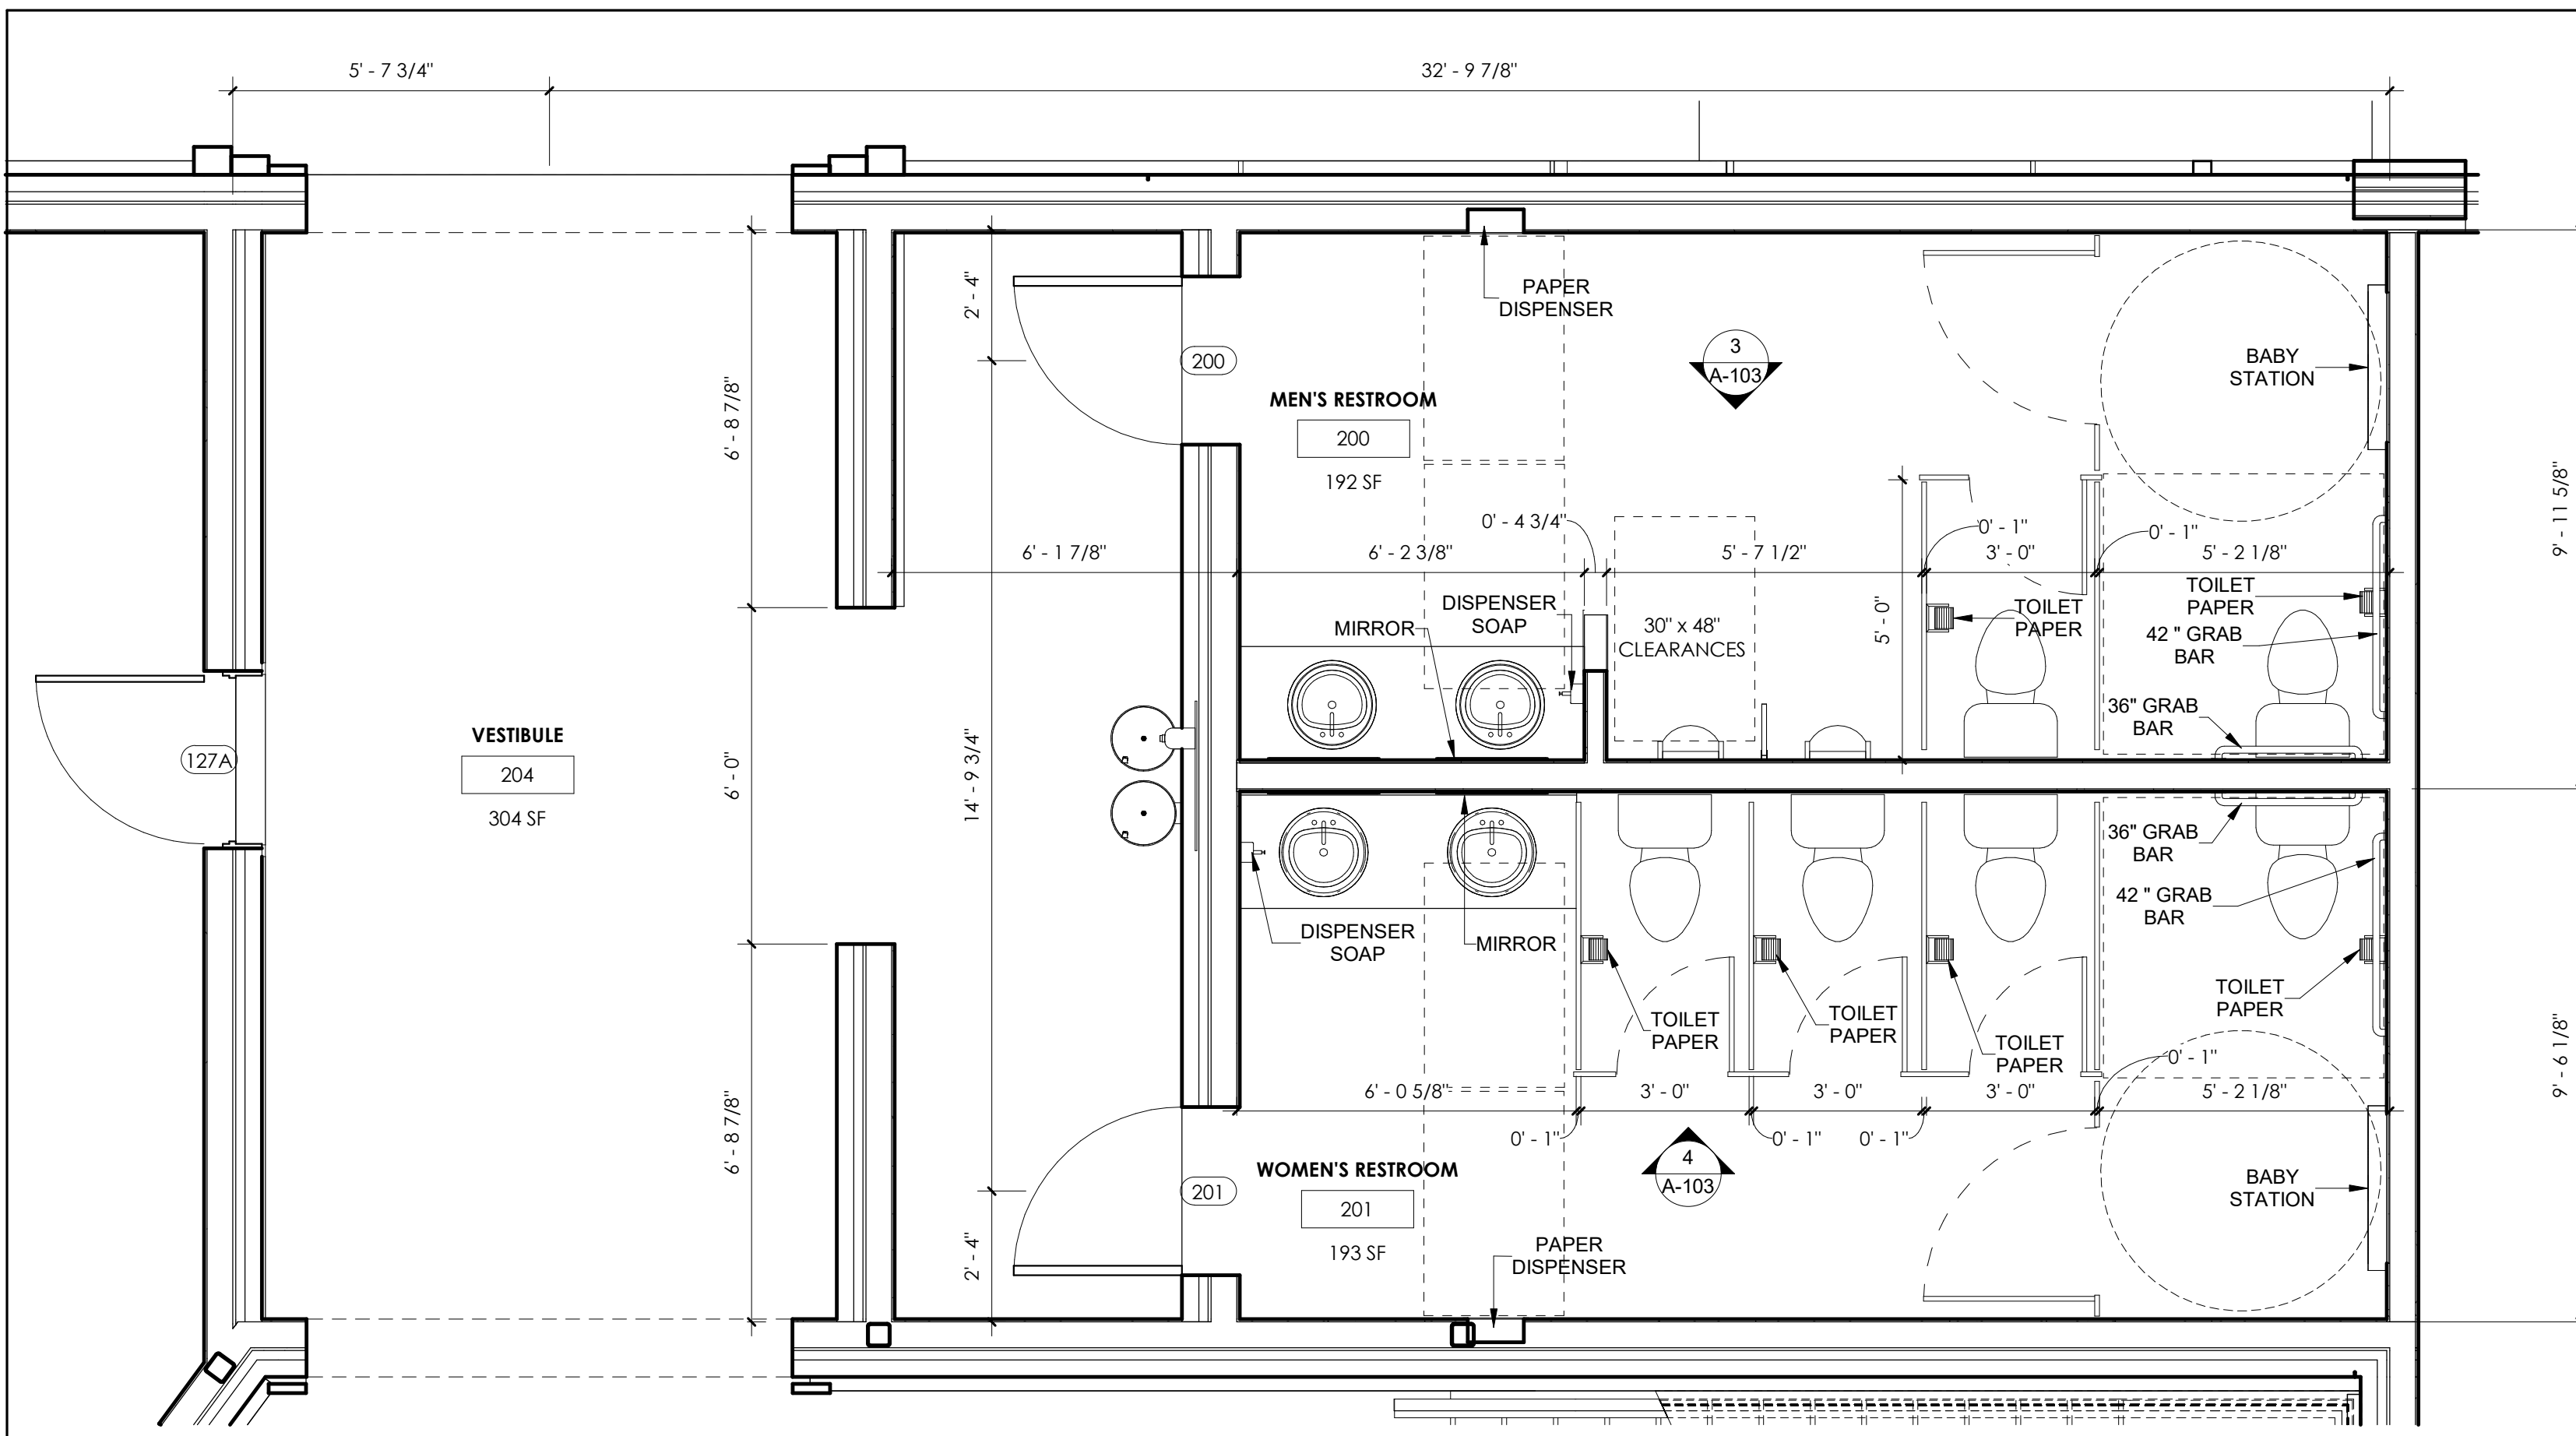 5' - 7 3/4"
32' - 9 7/8"
2' - 4"
6' - 8 7/8"
200
PAPER
DISPENSER
3
A-103
BABY
STATION
MEN'S RESTROOM
200
192 SF
9' - 11 5/8"
0' - 4 3/4"
0' - 1"
0' - 1"
6' - 1 7/8"
6' - 2 3/8"
5' - 7 1/2"
3' - 0"
5' - 2 1/8"
5' - 0"
DISPENSER
SOAP
MIRROR
30" x 48"
CLEARANCES
TOILET
PAPER
TOILET
PAPER
42 " GRAB
BAR
36" GRAB
BAR
VESTIBULE
204
304 SF
127A
6' - 0"
14' - 9 3/4"
36" GRAB
BAR
42 " GRAB
BAR
DISPENSER
SOAP
MIRROR
TOILET
PAPER
TOILET
PAPER
TOILET
PAPER
TOILET
PAPER
0' - 1"
6' - 0 5/8"
3' - 0"
3' - 0"
3' - 0"
5' - 2 1/8"
9' - 6 1/8"
6' - 8 7/8"
0' - 1"
0' - 1"
0' - 1"
WOMEN'S RESTROOM
201
193 SF
201
4
A-103
BABY
STATION
2' - 4"
PAPER
DISPENSER